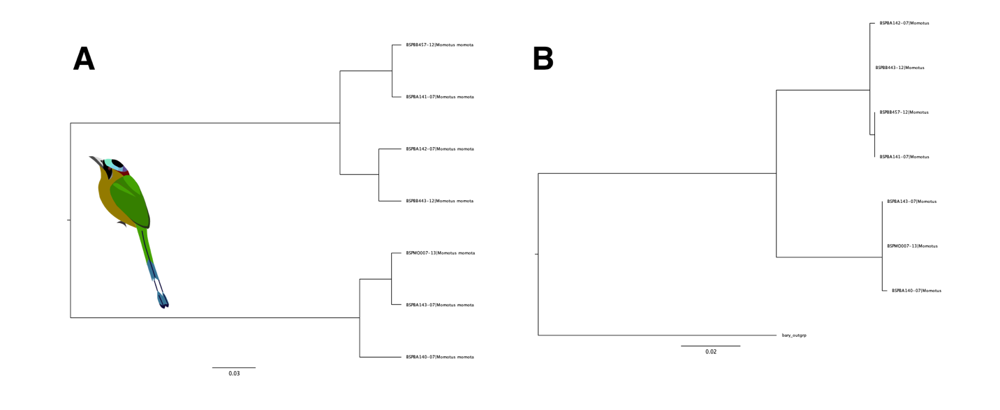 A
BSPBB457-12|Momotus momota
BSPBA141-07|Momotus momota
BSPBA142-07|Momotus momota
BSPBB443-12|Momotus momota
BSPMO007-13|Momotus momota
BSPBA143-07|Momotus momota
BSPBA140-07|Momotus momota
0.03
B
BSPBA142-07|Momotus
BSPBB443-12|Momotus
BSPBB457-12|Momotus
BSPBA141-07|Momotus
BSPBA143-07|Momotus
BSPMO007-13|Momotus
BSPBA140-07|Momotus
bary_outgrp
0.02